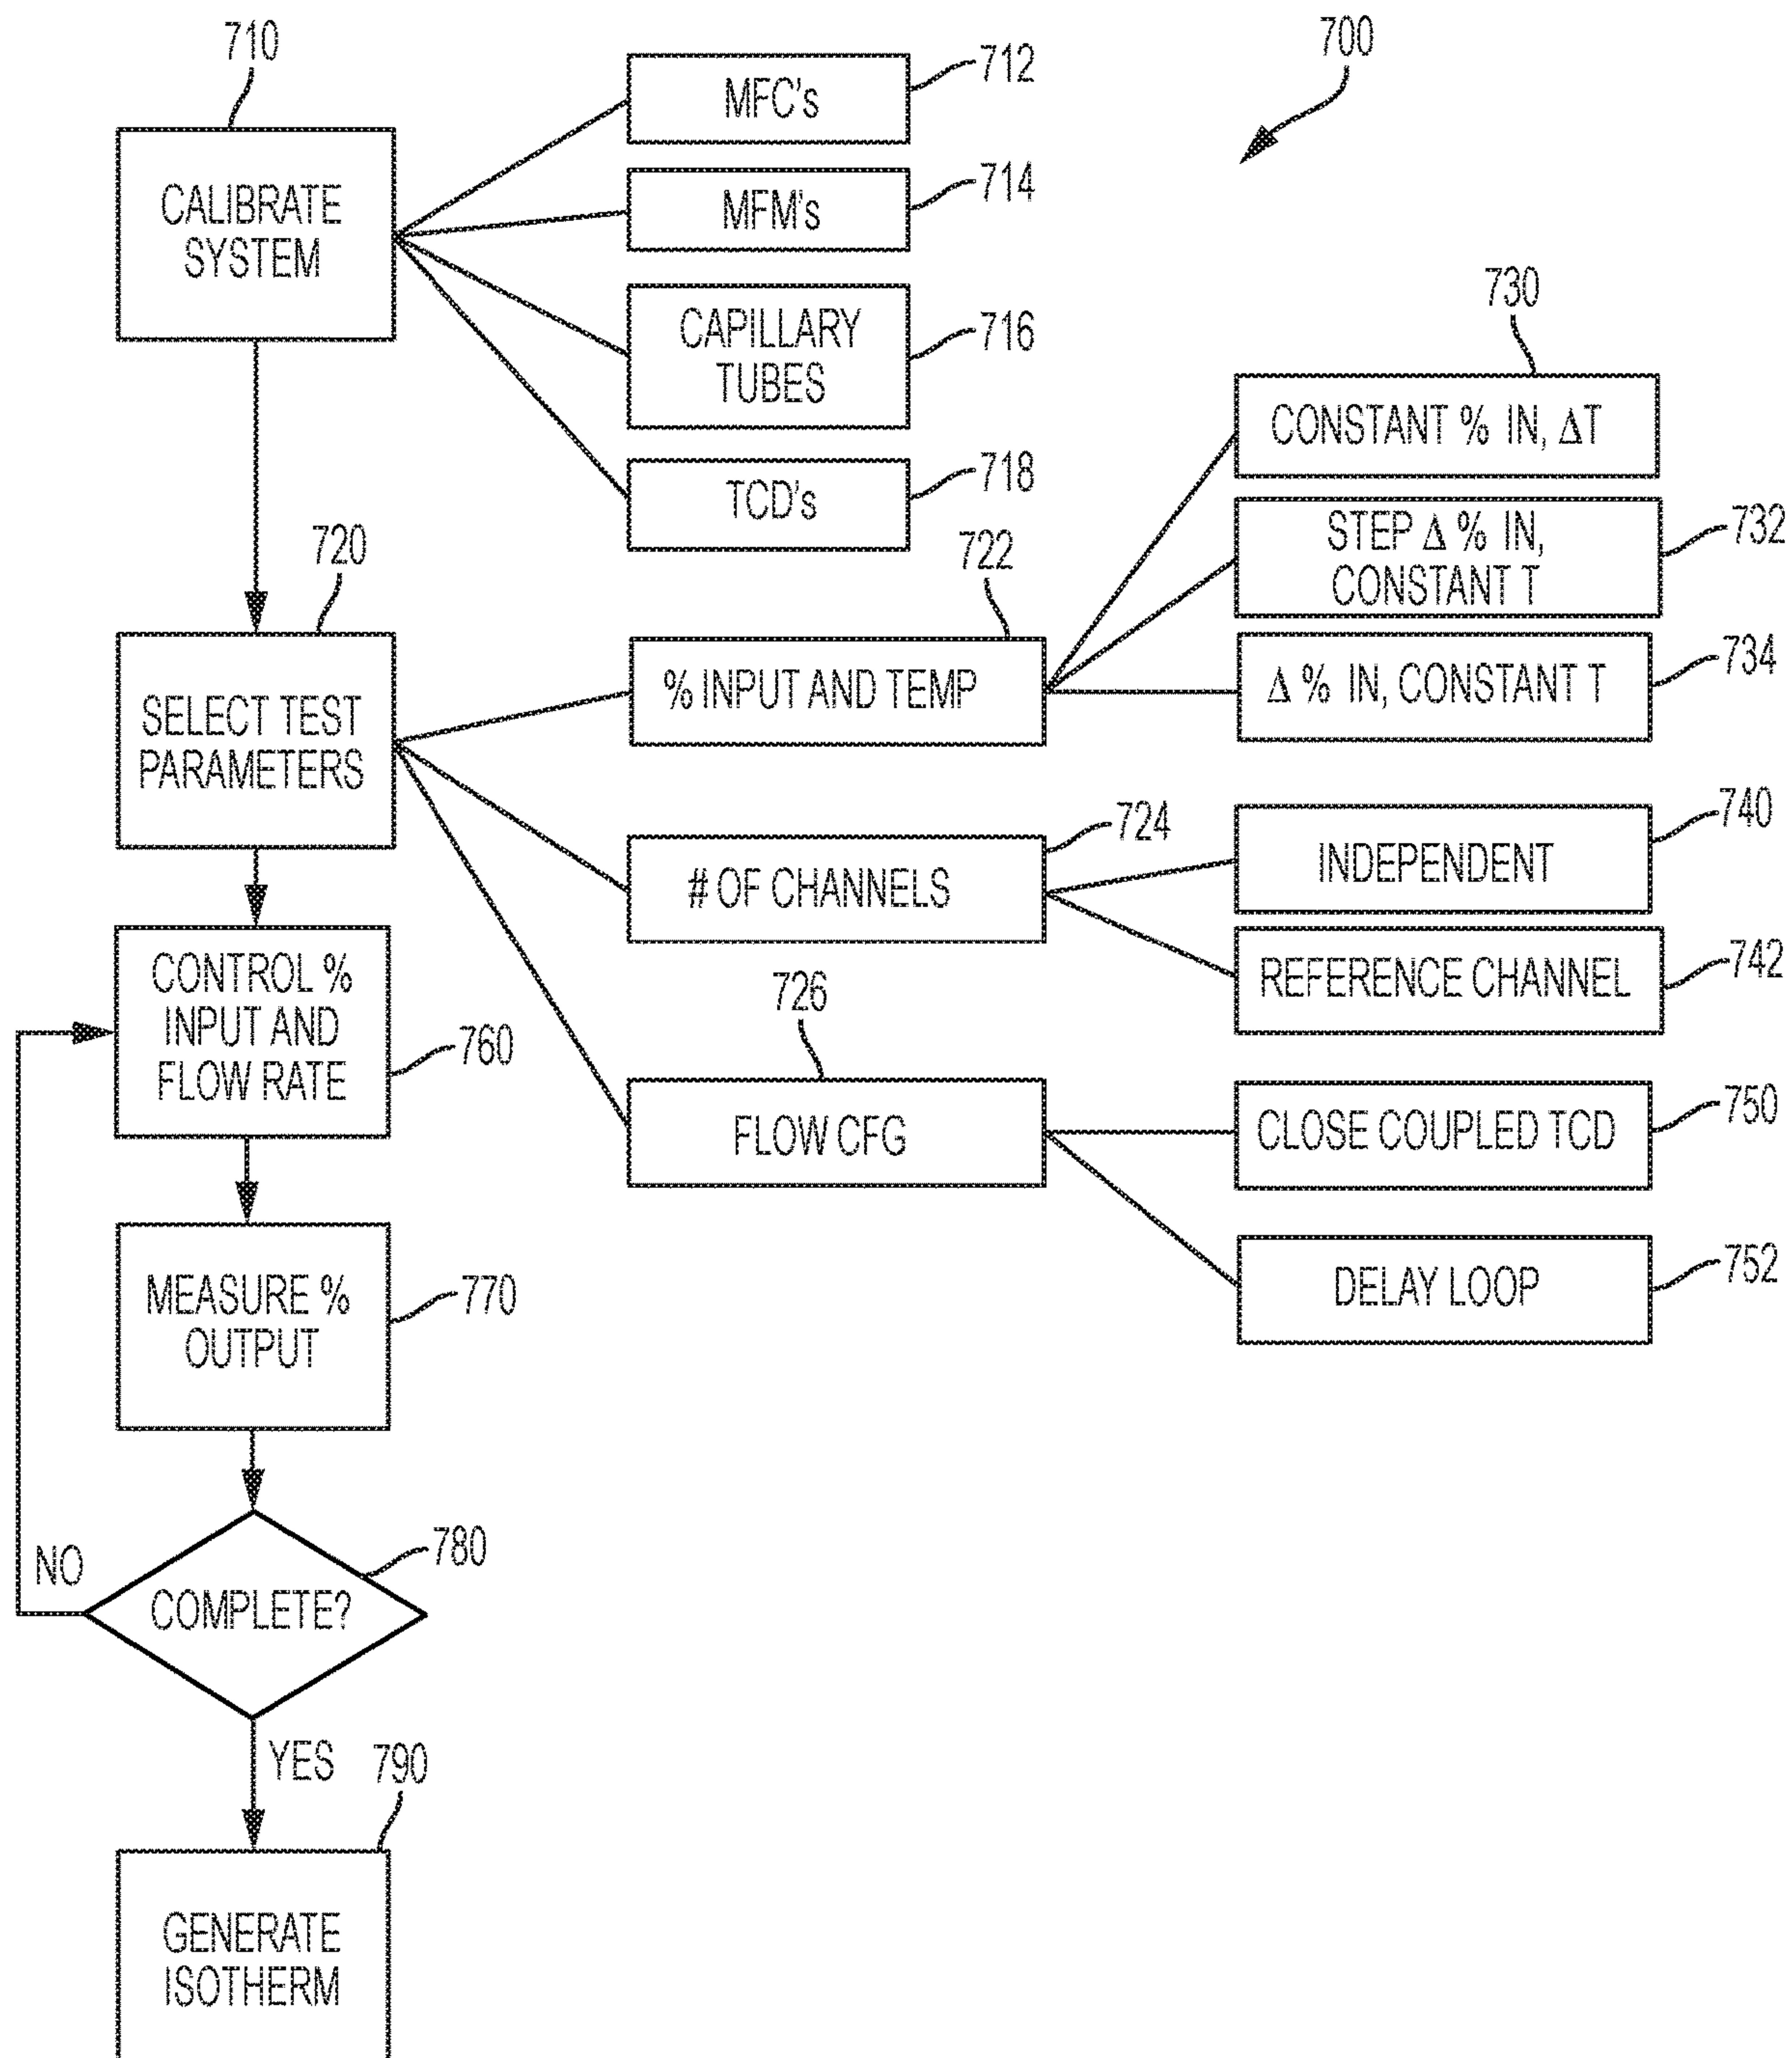 700
710
CALIBRATE
SYSTEM
MFC's
712
MFM's
714
CAPILLARY
TUBES
716
TCD's
718
720
SELECT TEST
PARAMETERS
722
% INPUT AND TEMP
730
CONSTANT % IN, ΔT
STEP Δ % IN,
CONSTANT T
732
Δ % IN, CONSTANT T
734
# OF CHANNELS
724
INDEPENDENT
740
REFERENCE CHANNEL
742
726
FLOW CFG
CLOSE COUPLED TCD
750
DELAY LOOP
752
CONTROL %
INPUT AND
FLOW RATE
760
MEASURE %
OUTPUT
770
COMPLETE?
780
NO
YES
790
GENERATE
ISOTHERM